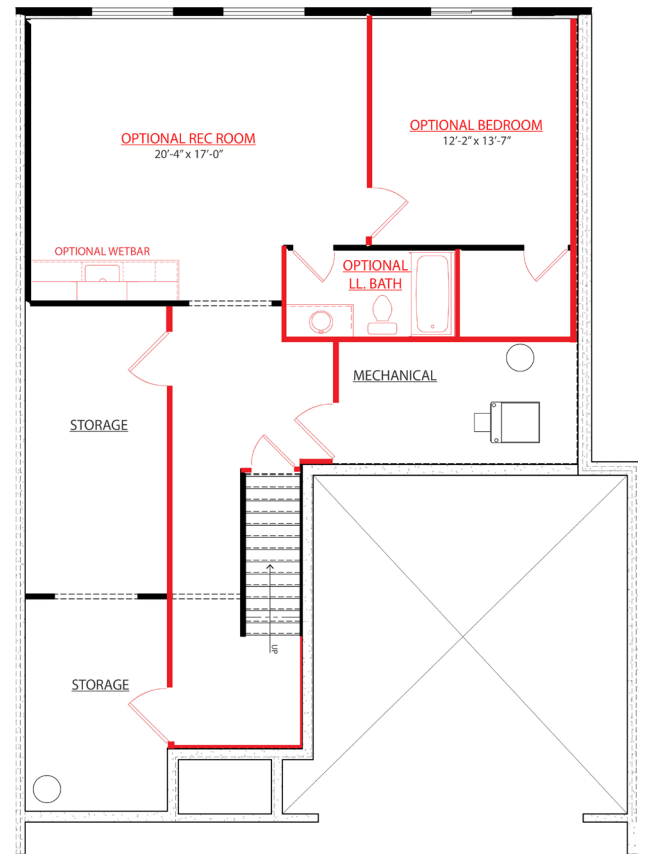 OPTIONAL REC ROOM
20'-4" x 17'-0"
OPTIONAL BEDROOM
12'-2" x 13'-7"
OPTIONAL WETBAR
OPTIONAL
LL. BATH
MECHANICAL
STORAGE
UP
STORAGE